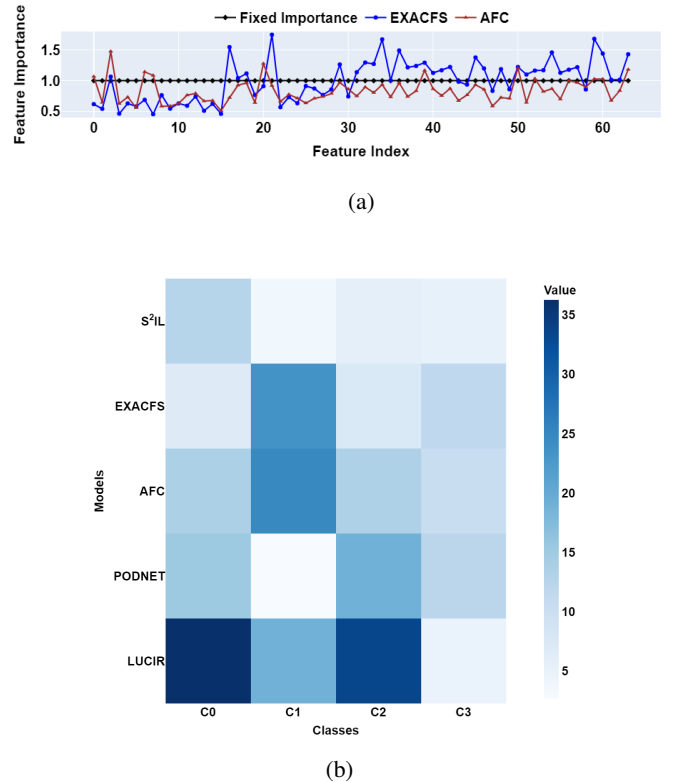 Fixed Importance EXACFS AFC
Feature Importance
1.5
1.0
0.5
0 10 20 30 40 50 60
Feature Index
(a)
Value
S²IL
EXACFS
AFC
PODNET
LUCIR
Models
35
30
25
20
15
10
5
C0 C1 C2 C3
Classes
(b)